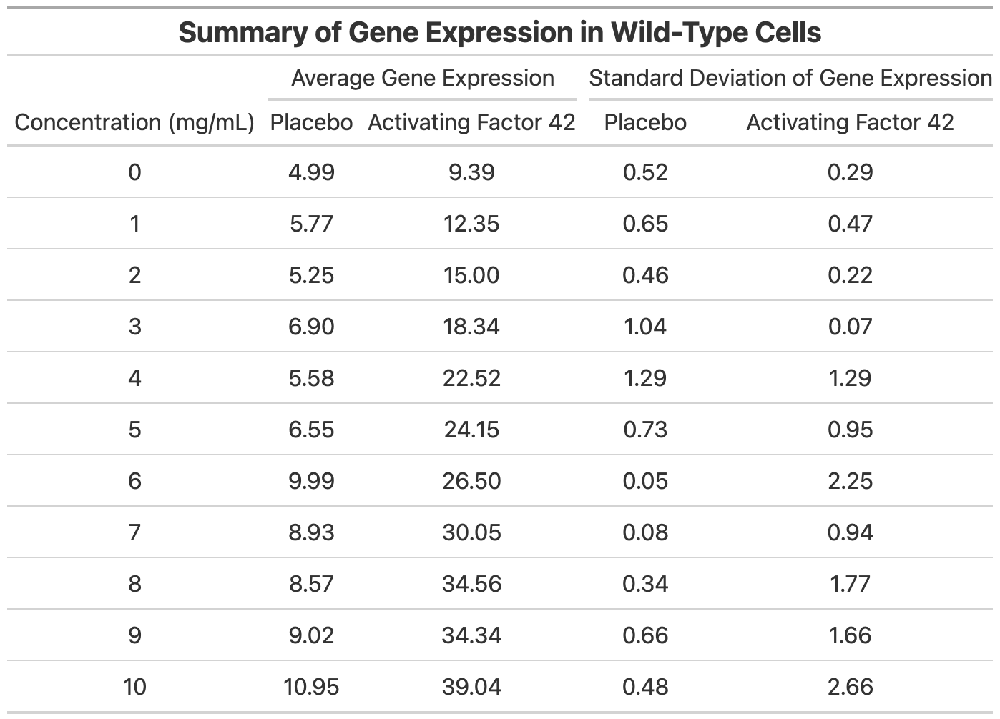 Summary of Gene Expression in Wild-Type Cells
Average Gene Expression Standard Deviation of Gene Expression
Concentration (mg/mL) Placebo Activating Factor 42 Placebo Activating Factor 42
0 4.99 9.39 0.52 0.29
1 5.77 12.35 0.65 0.47
2 5.25 15.00 0.46 0.22
3 6.90 18.34 1.04 0.07
4 5.58 22.52 1.29 1.29
5 6.55 24.15 0.73 0.95
6 9.99 26.50 0.05 2.25
7 8.93 30.05 0.08 0.94
8 8.57 34.56 0.34 1.77
9 9.02 34.34 0.66 1.66
10 10.95 39.04 0.48 2.66